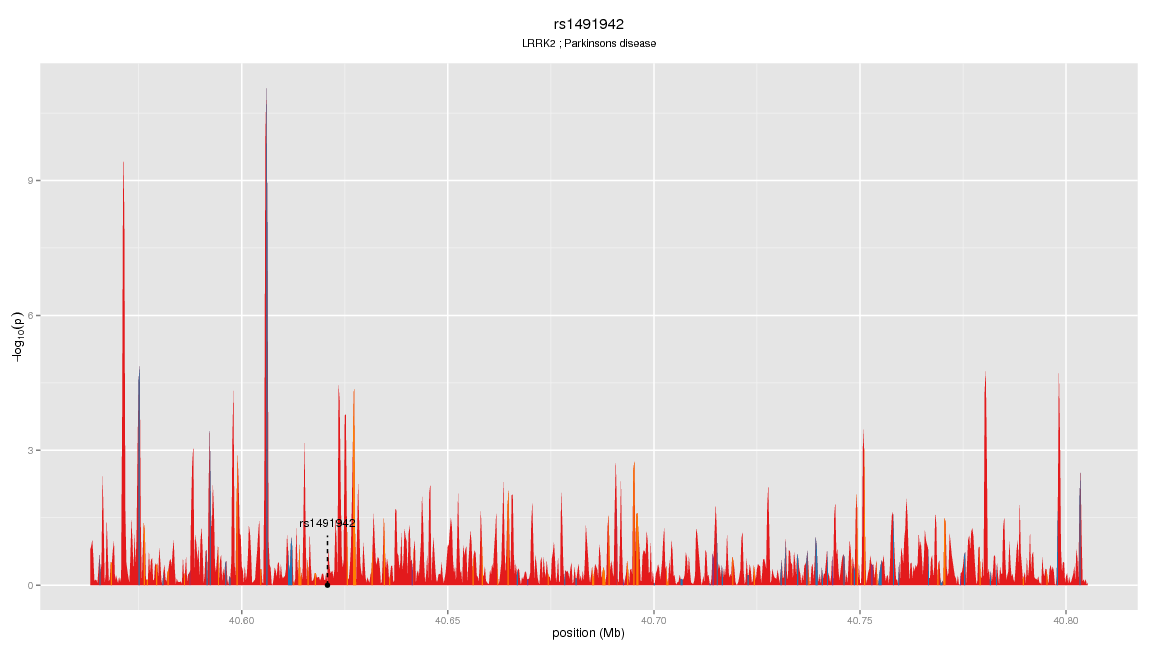 rs1491942
LRRK2 ; Parkinsons disease
−log10(p)
9
6
3
0
rs1491942
40.60 40.65 40.70 40.75 40.80
position (Mb)